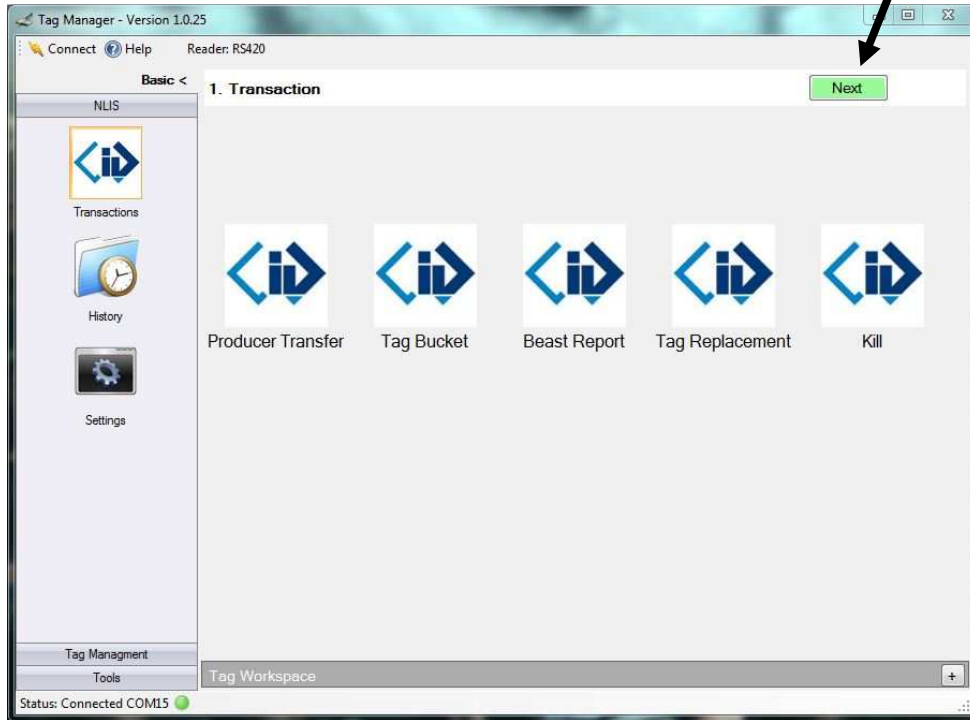 Tag Manager - Version 1.0.25
Connect Help Reader: RS420
Basic <
NLIS
1. Transaction
Next
Transactions
History
Settings
Producer Transfer Tag Bucket Beast Report Tag Replacement Kill
Tag Managment
Tools
Tag Workspace +
Status: Connected COM15